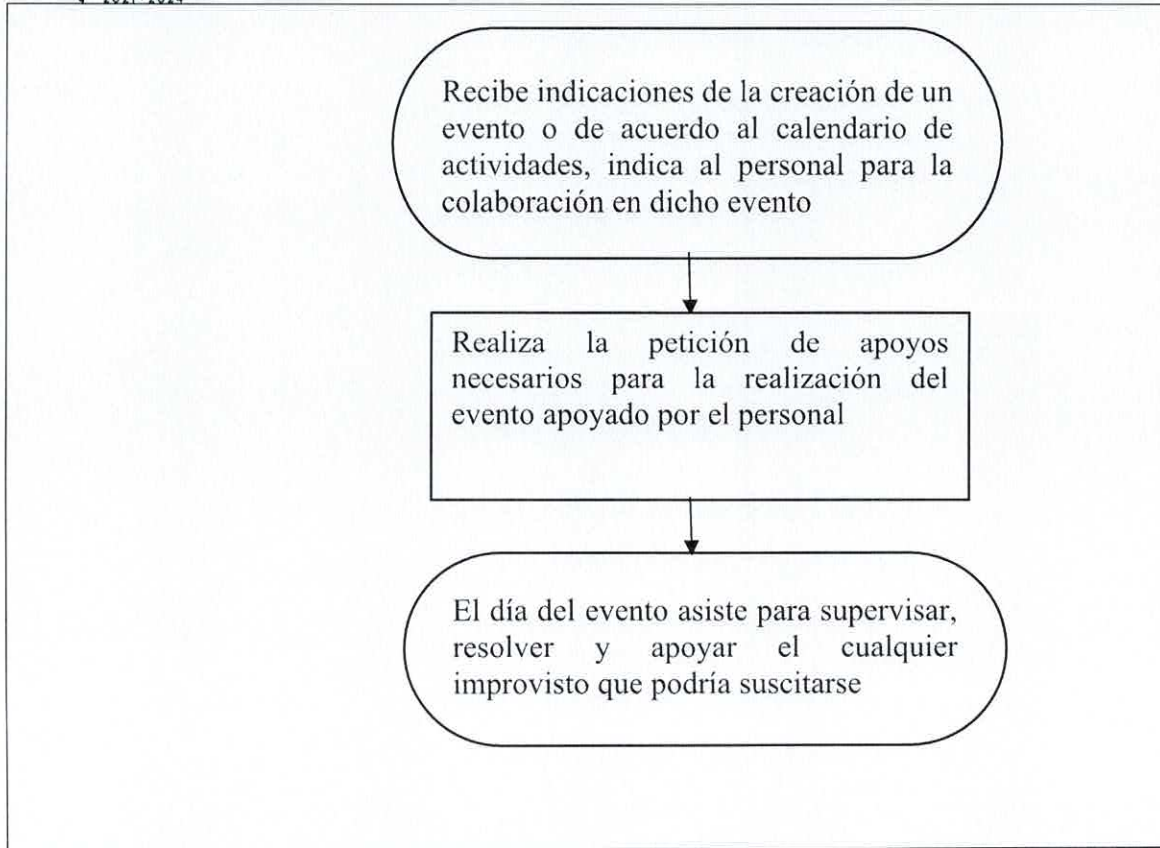 Recibe indicaciones de la creación de un
evento o de acuerdo al calendario de
actividades, indica al personal para la
colaboración en dicho evento
Realiza la petición de apoyos
necesarios para la realización del
evento apoyado por el personal
El día del evento asiste para supervisar,
resolver y apoyar el cualquier
improvisto que podría suscitarse